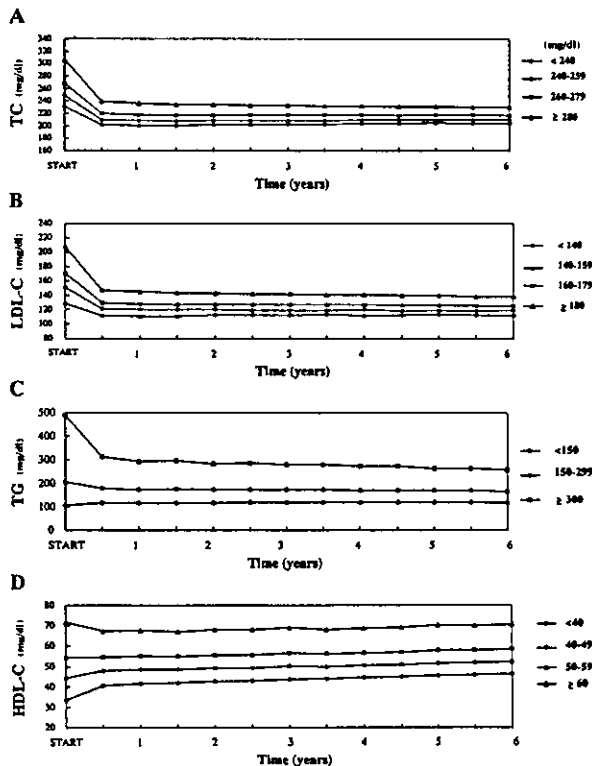 A
TC (mg/dl)
340
320
300
280
260
240
220
200
180
160
START 1 2 3 4 5 6
Time (years)
(mg/dl)
< 240
240-259
260-279
≥ 280
B
LDL-C (mg/dl)
240
220
200
180
160
140
120
100
80
START 1 2 3 4 5 6
Time (years)
< 140
140-159
160-179
≥ 180
C
TG (mg/dl)
500
400
300
200
100
0
START 1 2 3 4 5 6
Time (years)
<150
150-299
≥ 300
D
HDL-C (mg/dl)
80
70
60
50
40
30
20
START 1 2 3 4 5 6
Time (years)
<40
40-49
50-59
≥ 60